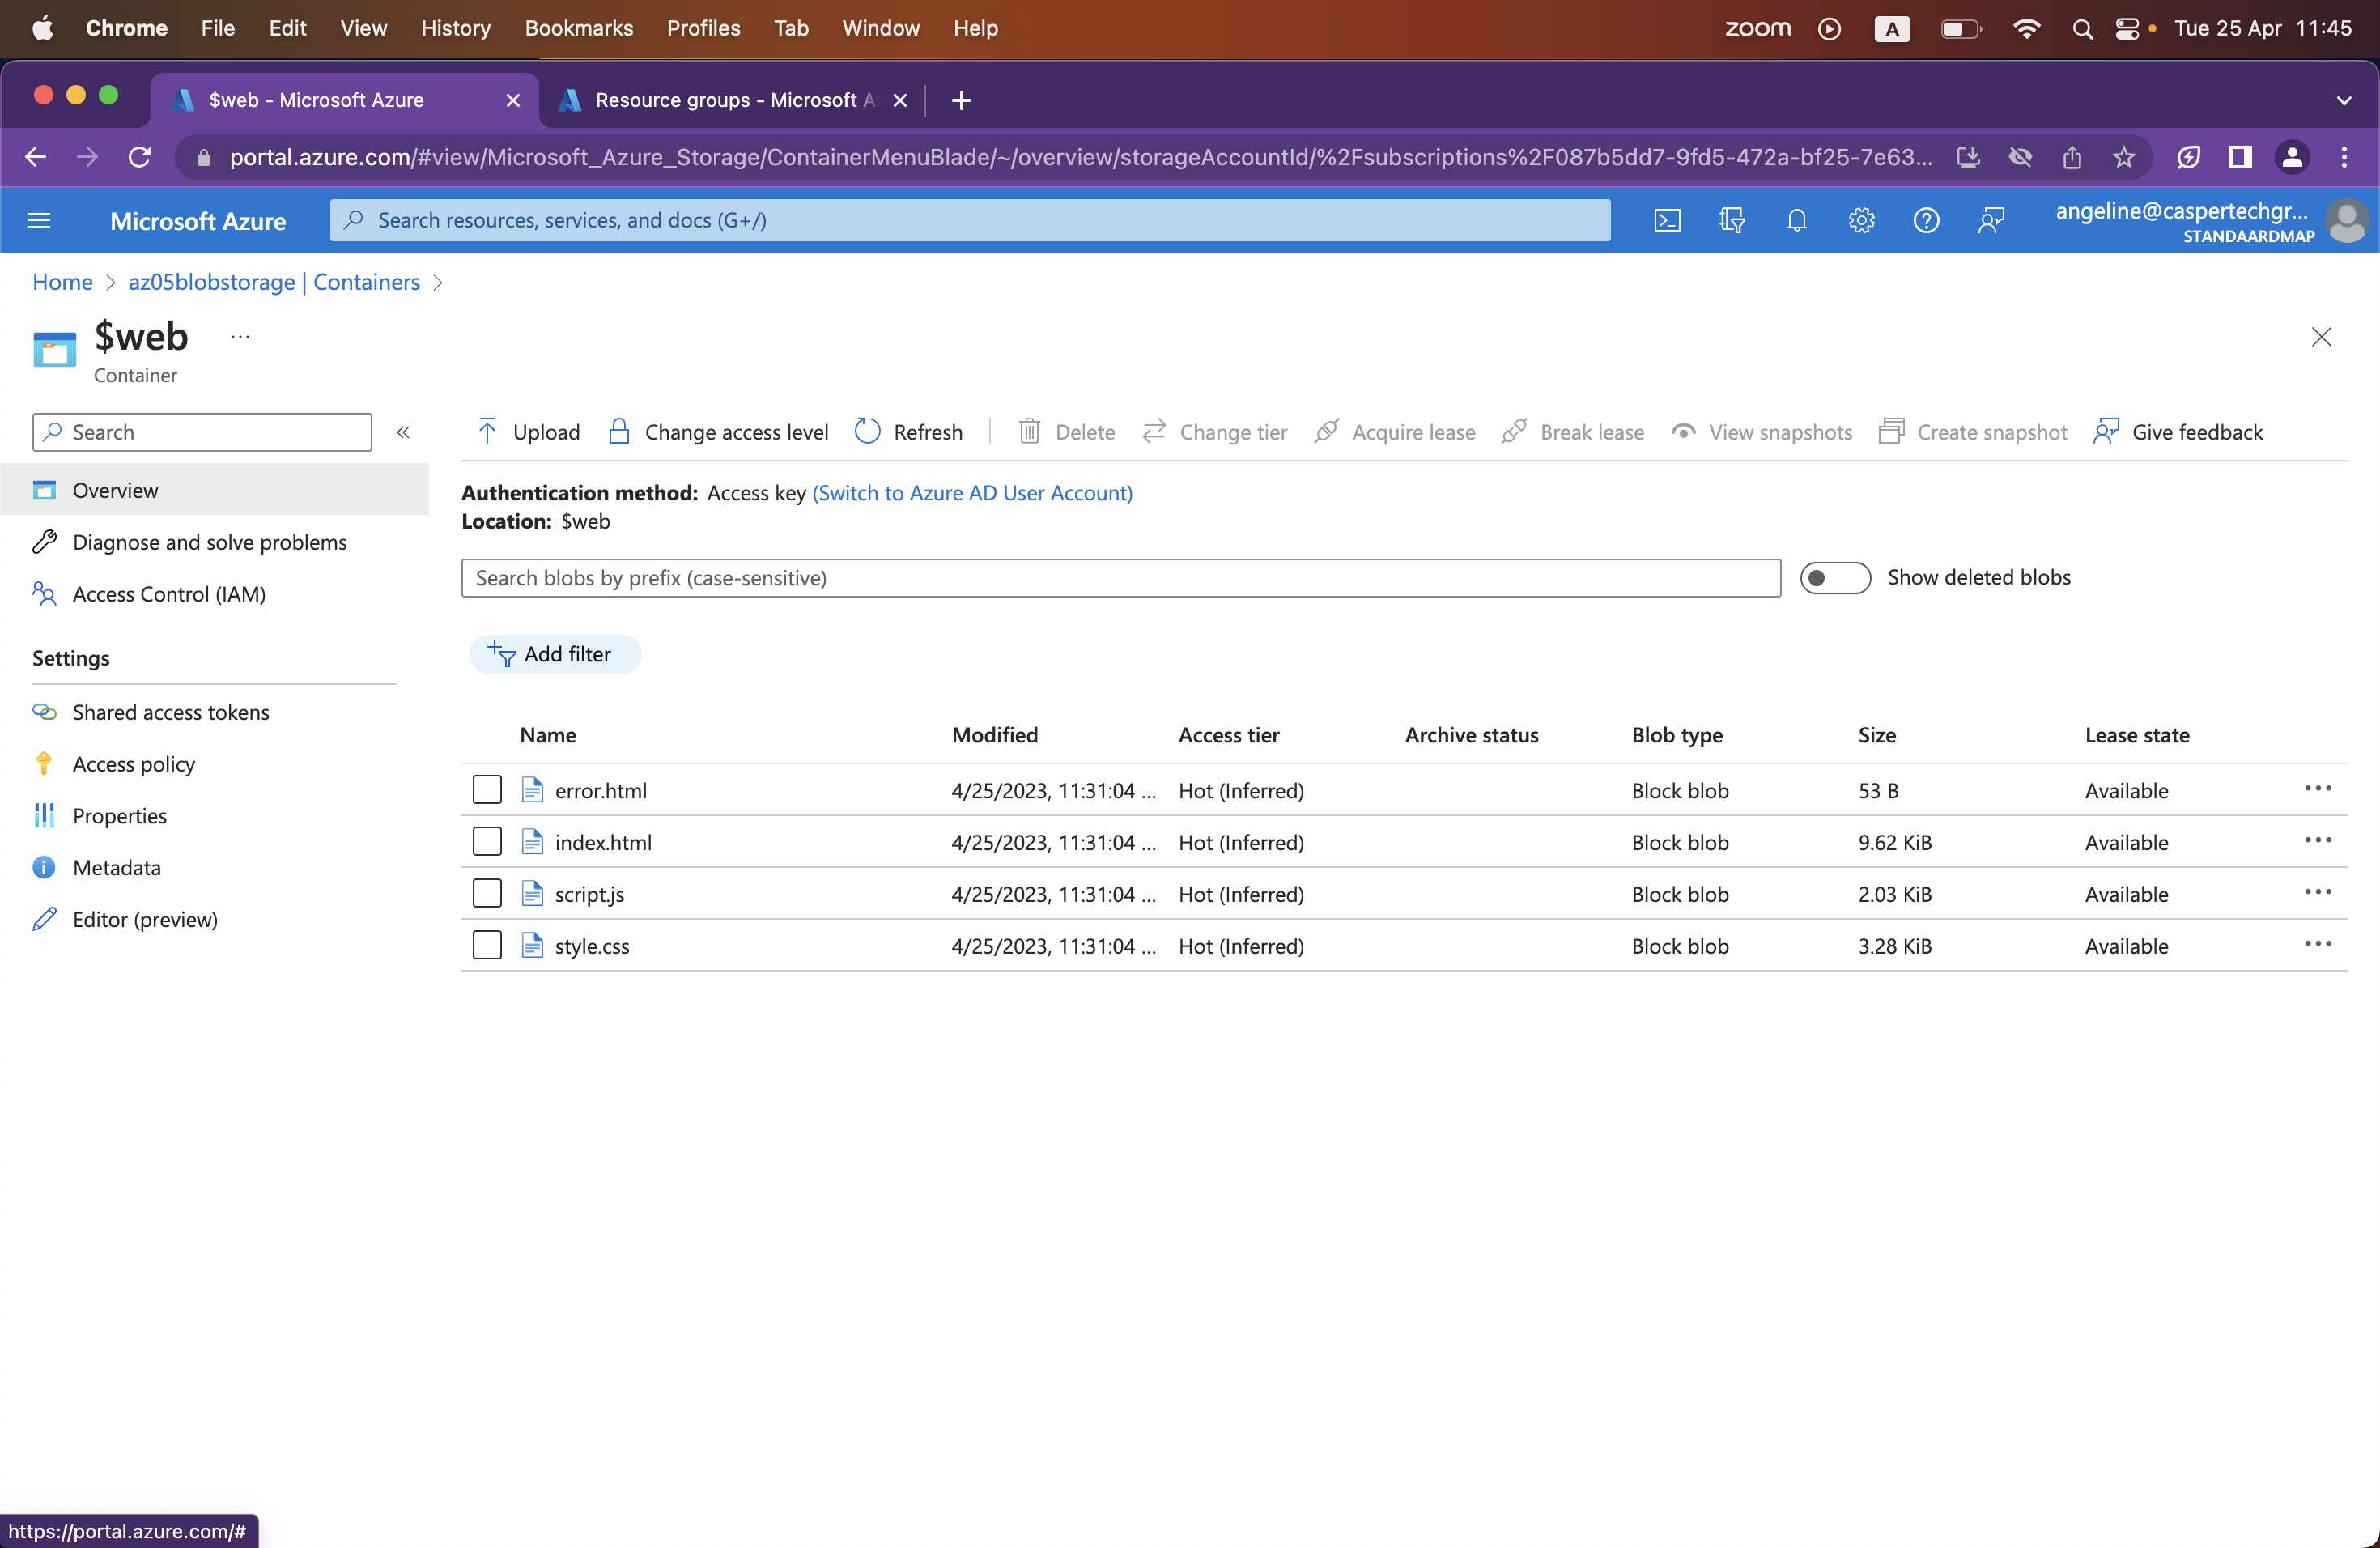 Chrome File Edit View History Bookmarks Profiles Tab Window Help zoom A Tue 25 Apr 11:45
$web - Microsoft Azure Resource groups - Microsoft A
portal.azure.com/#view/Microsoft_Azure_Storage/ContainerMenuBlade/~/overview/storageAccountId/%2Fsubscriptions%2F087b5dd7-9fd5-472a-bf25-7e63...
Microsoft Azure Search resources, services, and docs (G+/) angeline@caspertechgr...
STANDAARDMAP
Home > az05blobstorage | Containers >
$web ...
Container
Search «
Upload Change access level Refresh Delete Change tier Acquire lease Break lease View snapshots Create snapshot Give feedback
Overview
Diagnose and solve problems
Access Control (IAM)
Settings
Shared access tokens
Access policy
Properties
Metadata
Editor (preview)
Authentication method: Access key (Switch to Azure AD User Account)
Location: $web
Search blobs by prefix (case-sensitive) Show deleted blobs
Add filter
Name Modified Access tier Archive status Blob type Size Lease state
error.html 4/25/2023, 11:31:04 ... Hot (Inferred) Block blob 53 B Available ...
index.html 4/25/2023, 11:31:04 ... Hot (Inferred) Block blob 9.62 KiB Available ...
script.js 4/25/2023, 11:31:04 ... Hot (Inferred) Block blob 2.03 KiB Available ...
style.css 4/25/2023, 11:31:04 ... Hot (Inferred) Block blob 3.28 KiB Available ...
https://portal.azure.com/#